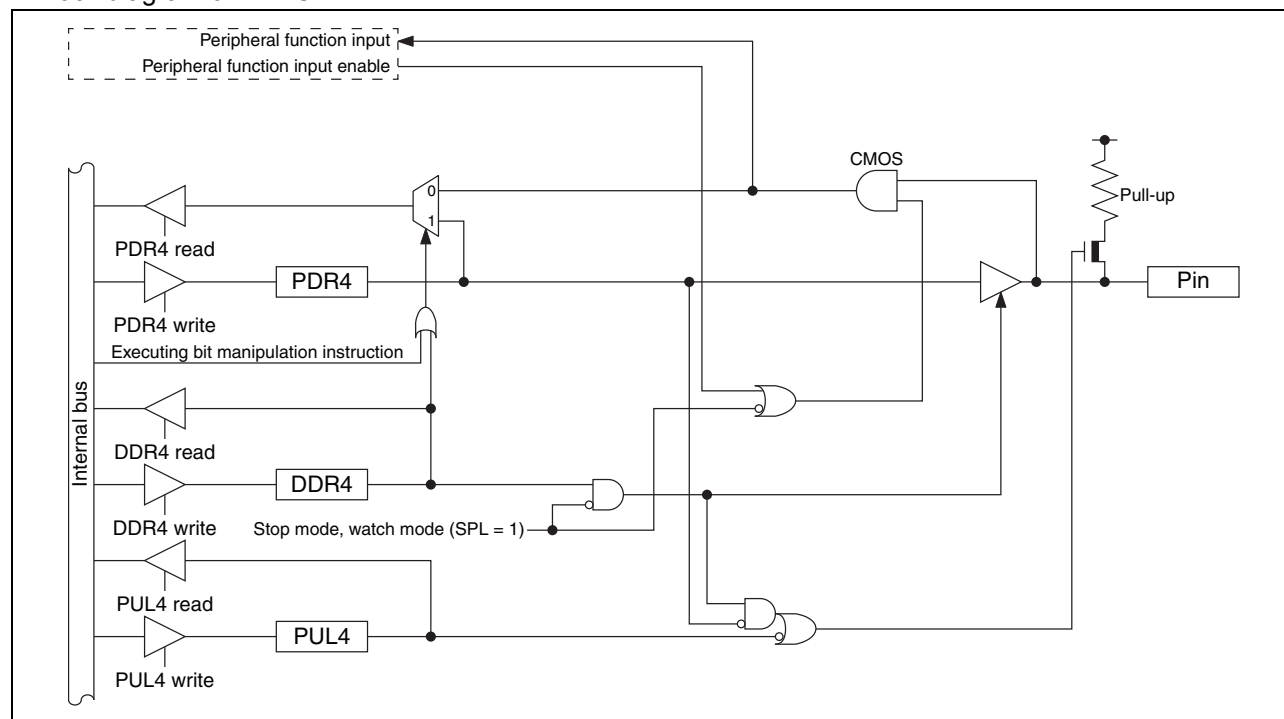 Peripheral function input
Peripheral function input enable
CMOS
Pull-up
0
1
PDR4 read
PDR4
Pin
PDR4 write
Executing bit manipulation instruction
Internal bus
DDR4 read
DDR4
DDR4 write
Stop mode, watch mode (SPL = 1)
PUL4 read
PUL4
PUL4 write